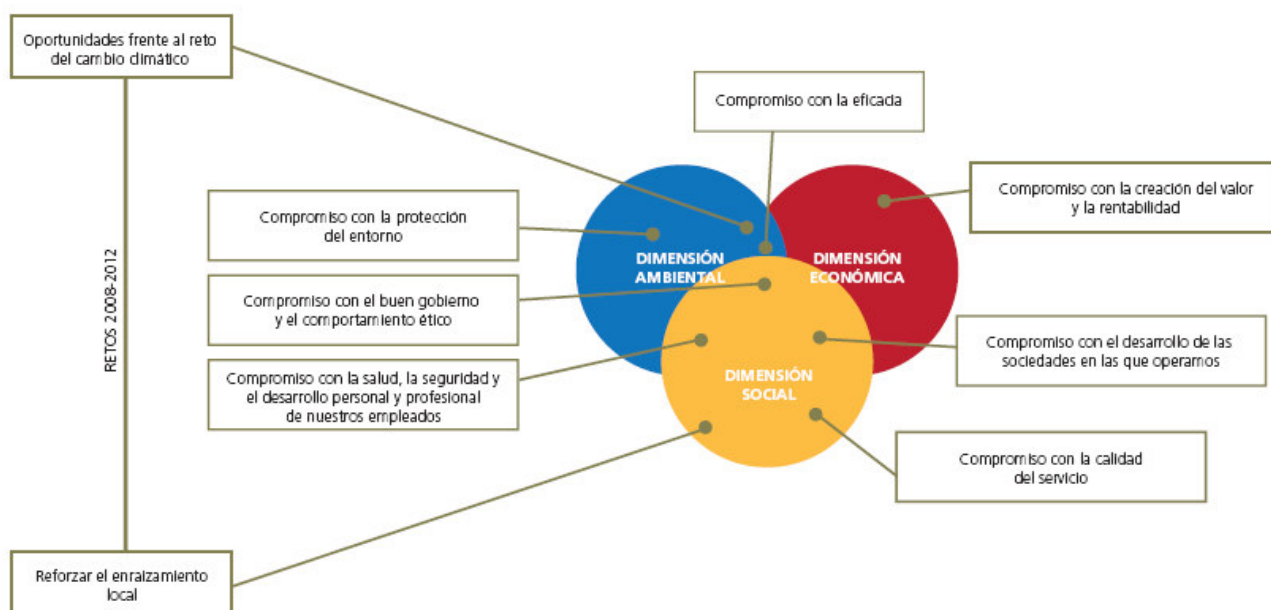 Oportunidades frente al reto
del cambio climático
Compromiso con la eficacia
Compromiso con la creación del valor
y la rentabilidad
Compromiso con la protección
del entorno
DIMENSIÓN
AMBIENTAL
DIMENSIÓN
ECONÓMICA
Compromiso con el buen gobierno
y el comportamiento ético
RETOS 2008-2012
Compromiso con el desarrollo de las
sociedades en las que operamos
Compromiso con la salud, la seguridad y
el desarrollo personal y profesional
de nuestros empleados
DIMENSIÓN
SOCIAL
Compromiso con la calidad
del servicio
Reforzar el enraizamiento
local